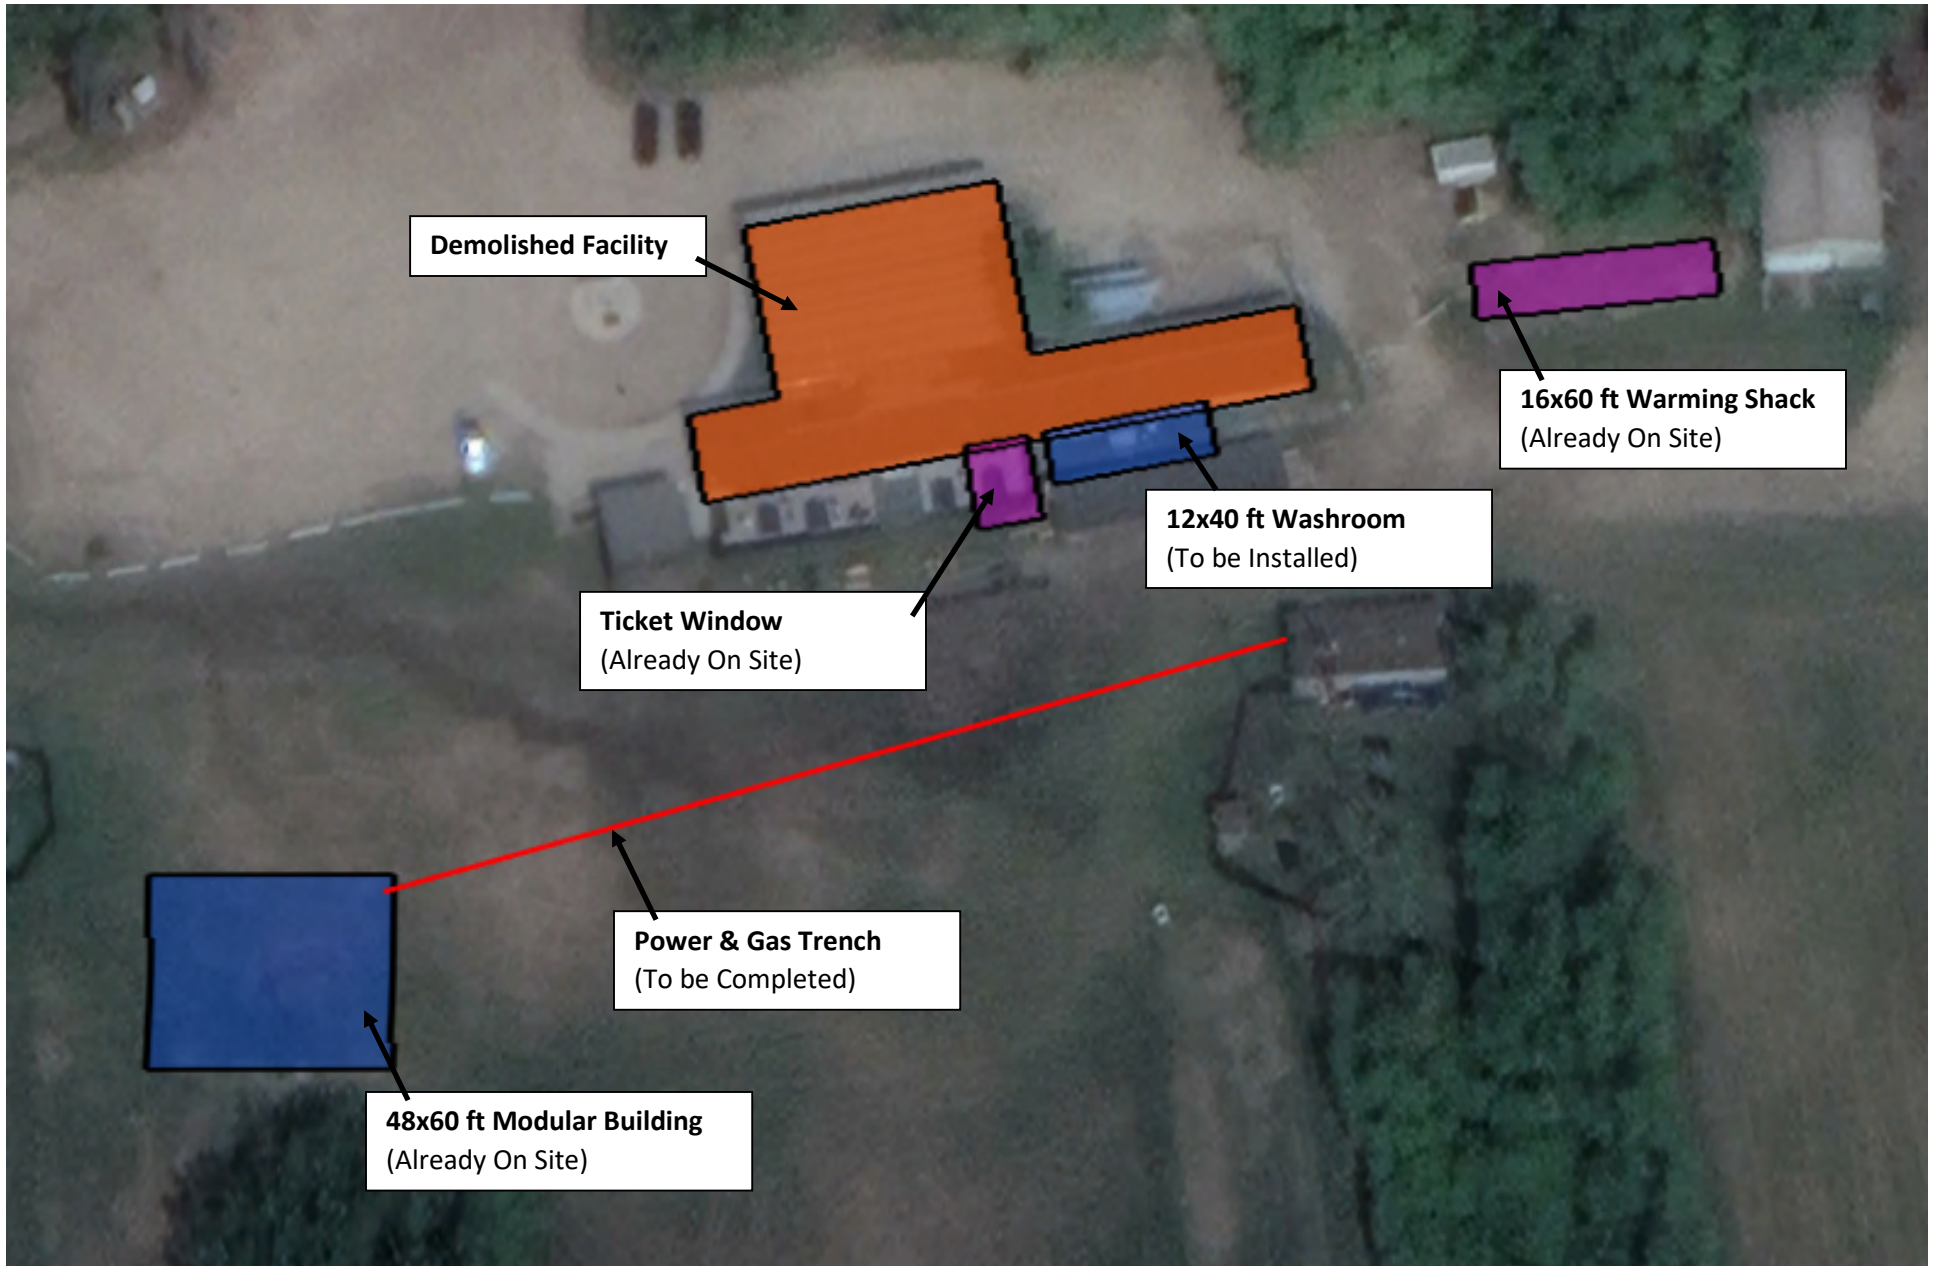 Demolished Facility
16x60 ft Warming Shack
(Already On Site)
12x40 ft Washroom
(To be Installed)
Ticket Window
(Already On Site)
Power & Gas Trench
(To be Completed)
48x60 ft Modular Building
(Already On Site)